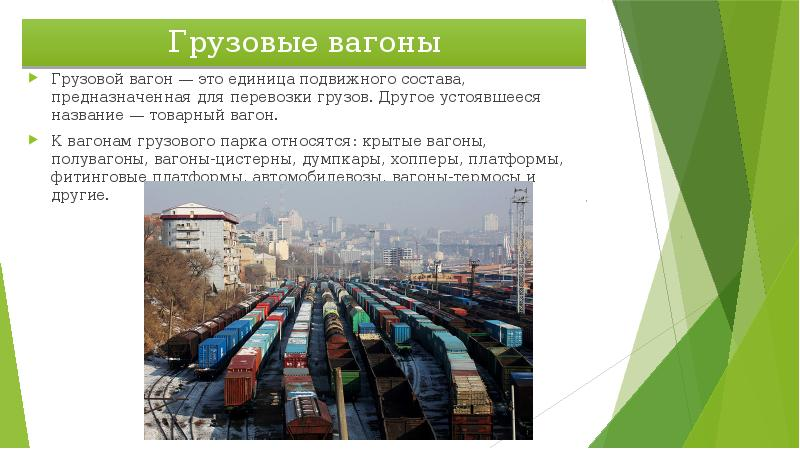 Грузовые вагоны
Грузовой вагон — это единица подвижного состава,
предназначенная для перевозки грузов. Другое устоявшееся
название — товарный вагон.
К вагонам грузового парка относятся: крытые вагоны,
полувагоны, вагоны-цистерны, думпкары, хопперы, платформы,
фитинговые платформы, автомобилевозы, вагоны-термосы и
другие.